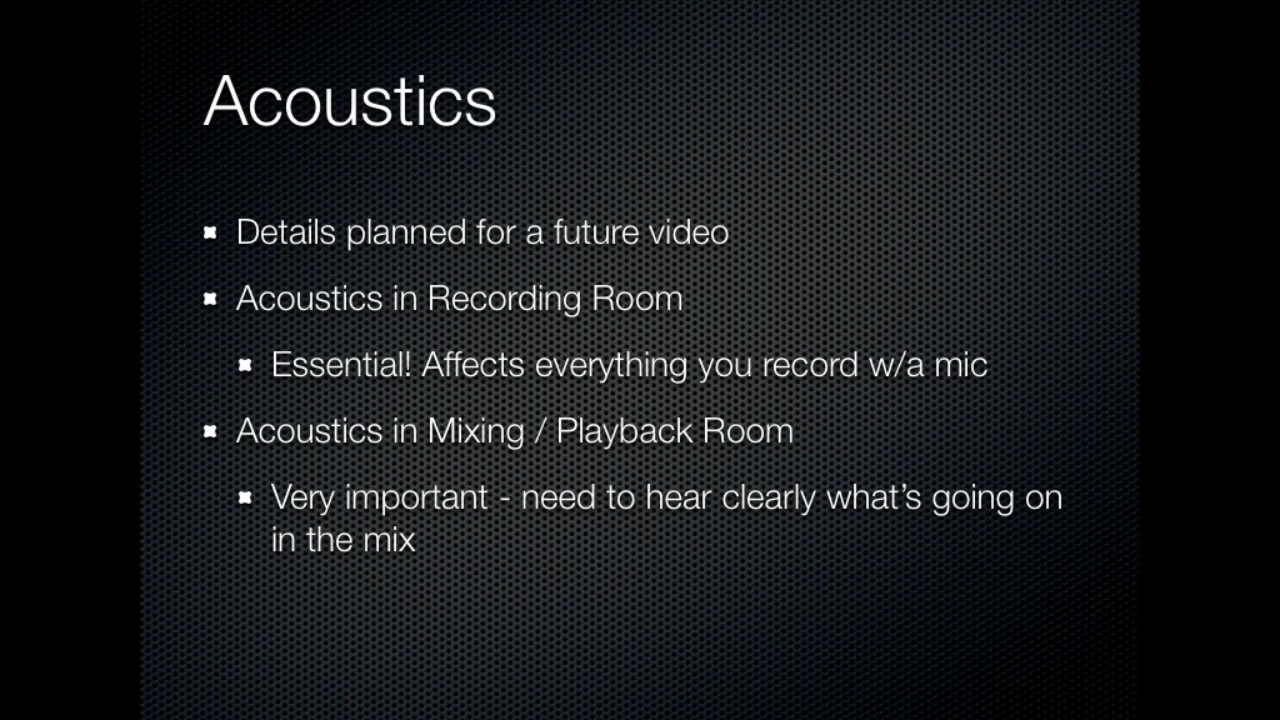 Acoustics
Details planned for a future video
Acoustics in Recording Room
Essential! Affects everything you record w/a mic
Acoustics in Mixing / Playback Room
Very important - need to hear clearly what’s going on
in the mix